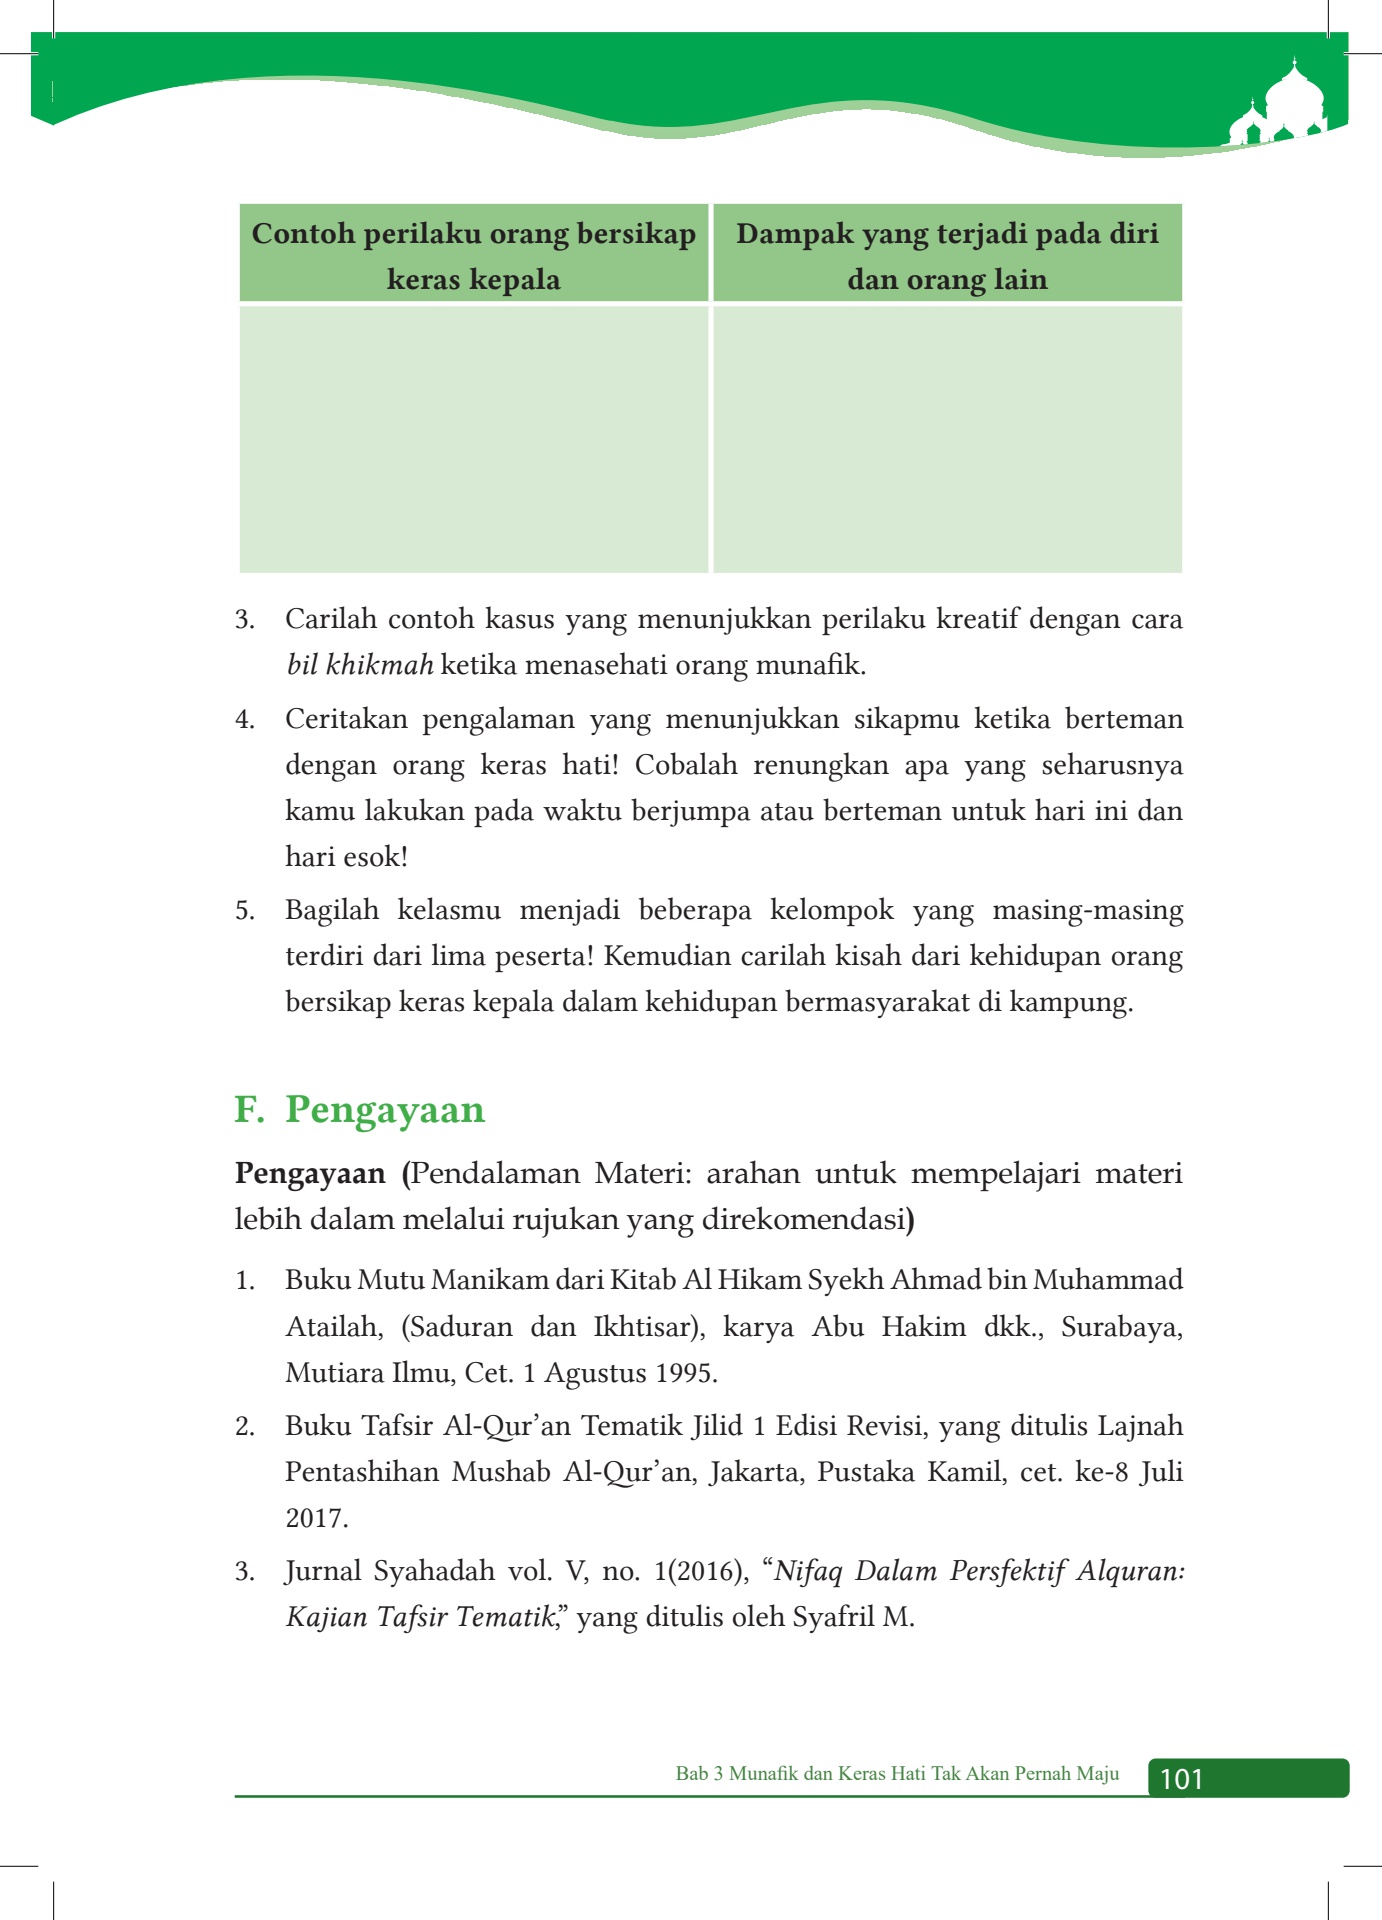 Contoh perilaku orang bersikap
keras kepala
Dampak yang terjadi pada diri
dan orang lain
3. Carilah contoh kasus yang menunjukkan perilaku kreatif dengan cara
bil khikmah ketika menasehati orang munafik.
4. Ceritakan pengalaman yang menunjukkan sikapmu ketika berteman
dengan orang keras hati! Cobalah renungkan apa yang seharusnya
kamu lakukan pada waktu berjumpa atau berteman untuk hari ini dan
hari esok!
5. Bagilah kelasmu menjadi beberapa kelompok yang masing-masing
terdiri dari lima peserta! Kemudian carilah kisah dari kehidupan orang
bersikap keras kepala dalam kehidupan bermasyarakat di kampung.
F. Pengayaan
Pengayaan (Pendalaman Materi: arahan untuk mempelajari materi
lebih dalam melalui rujukan yang direkomendasi)
1. Buku Mutu Manikam dari Kitab Al Hikam Syekh Ahmad bin Muhammad
Atailah, (Saduran dan Ikhtisar), karya Abu Hakim dkk., Surabaya,
Mutiara Ilmu, Cet. 1 Agustus 1995.
2. Buku Tafsir Al-Qur’an Tematik Jilid 1 Edisi Revisi, yang ditulis Lajnah
Pentashihan Mushab Al-Qur’an, Jakarta, Pustaka Kamil, cet. ke-8 Juli
2017.
3. Jurnal Syahadah vol. V, no. 1(2016), “Nifaq Dalam Persfektif Alquran:
Kajian Tafsir Tematik,” yang ditulis oleh Syafril M.
Bab 3 Munafik dan Keras Hati Tak Akan Pernah Maju 101